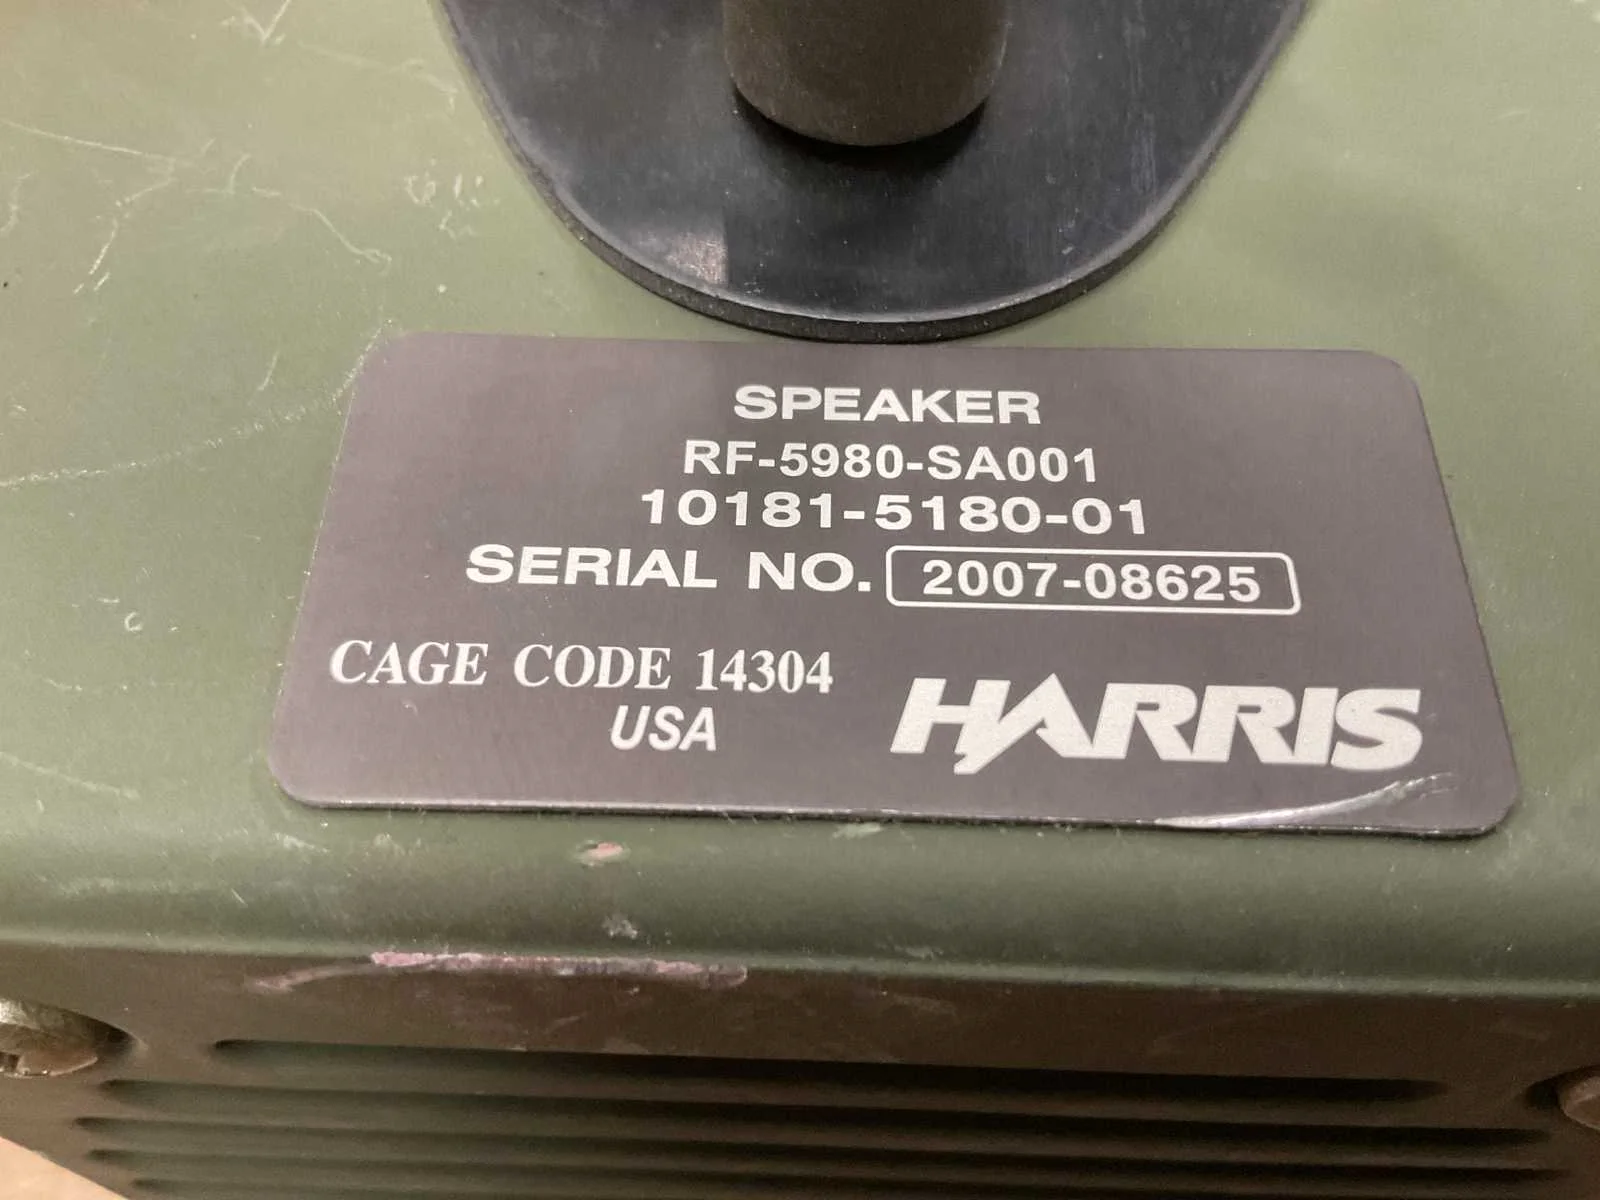 SPEAKER
RF-5980-SA001
10181-5180-01
SERIAL NO. 2007-08625
CAGE CODE 14304
USA
HARRIS